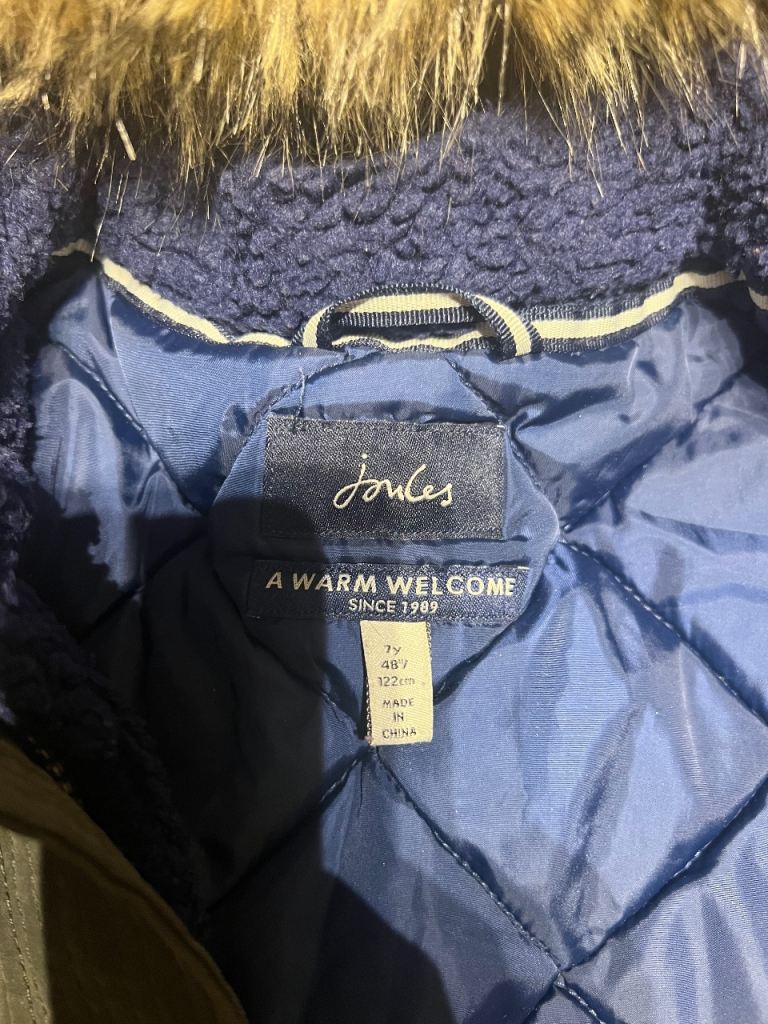 Joules
A WARM WELCOME
SINCE 1989
7y
48"/
122cm
MADE
IN
CHINA